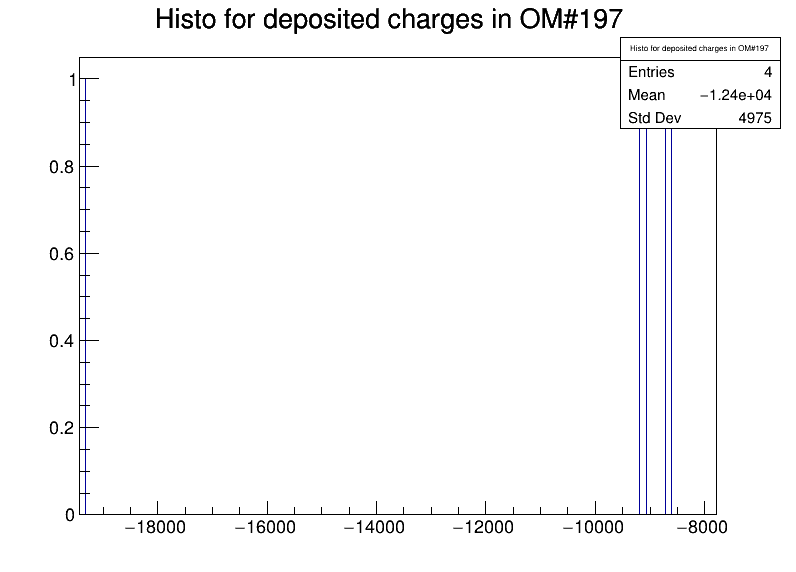 Histo for deposited charges in OM#197
Histo for deposited charges in OM#197
Entries 4
Mean −1.24e+04
Std Dev 4975
1
0.8
0.6
0.4
0.2
0
−18000 −16000 −14000 −12000 −10000 −8000